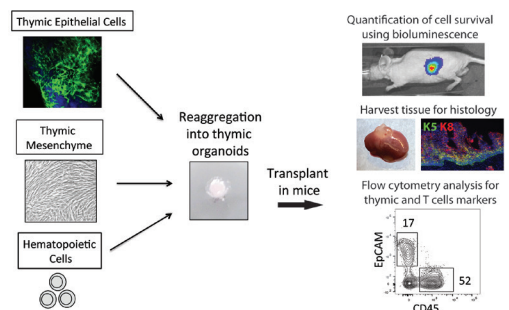 Thymic Epithelial Cells
Thymic
Mesenchyme
Hematopoietic
Cells
Reaggregation
into thymic
organoids
Transplant
in mice
Quantification of cell survival
using bioluminescence
Harvest tissue for histology
K5 K8
Flow cytometry analysis for
thymic and T cells markers
17
EpCAM
52
CD45